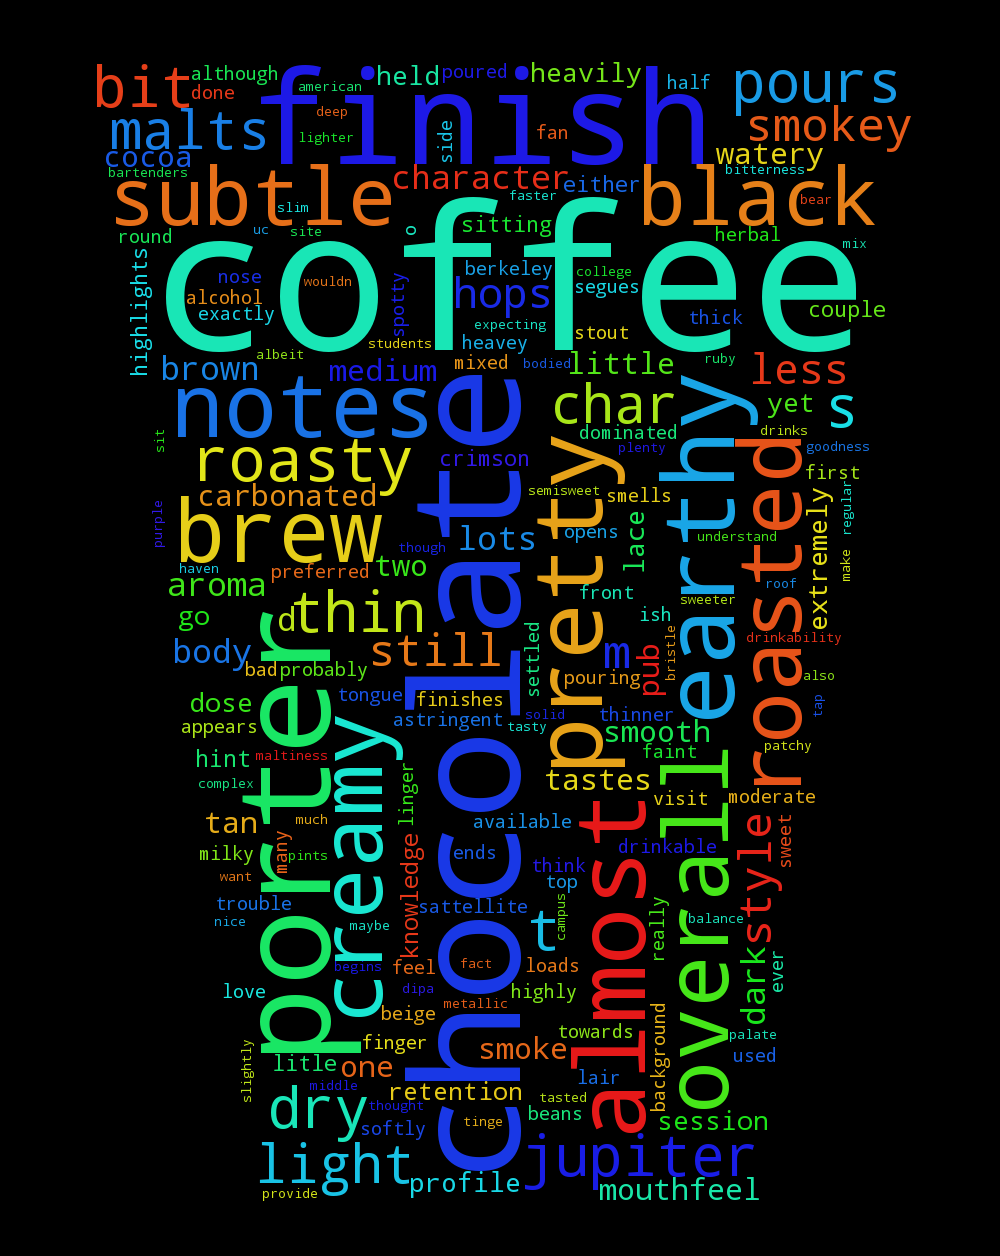 finish
bit
although
done
american
deep
held
poured
heavily
half
pours
malts
lighter
side
fan
smokey
cocoa
bartenders
watery
bitterness
subtle
character
either
black
slim
faster
bear
round
uc
site
o
sitting
herbal
mix
coffee
highlights
nose
wouldn
alcohol
exactly
spotty
berkeley
college
hops
segues
thick
couple
expecting
students
heavey
stout
albeit
brown
medium
mixed
bodied
little
ruby
less
notes
char
yet
s
sit
roasty
dominated
drinks
crimson
plenty
goodness
carbonated
semisweet
smells
first
purple
brew
lots
opens
lace
understand
extremely
regular
though
haven
preferred
two
aroma
roof
make
front
sweeter
go
d
thin
ish
drinkability
body
still
settled
m
pub
bristle
bad
probably
pouring
also
chocolate
pretty
earthy
roasted
dose
tongue
finishes
solid
thinner
tap
appears
astringent
tasty
smooth
patchy
hint
maltiness
faint
complex
linger
tastes
visit
moderate
porter
creamy
tan
much
available
milky
many
pints
knowledge
ends
drinkable
style
sweet
want
think
top
trouble
sattellite
nice
maybe
t
campus
really
balance
almost
overall
begins
feel
fact
loads
dark
ever
love
dipa
highly
beige
metallic
towards
background
palate
slightly
finger
smoke
used
litle
one
lair
middle
retention
tasted
dry
thought
beans
softly
tinge
session
light
jupiter
provide
profile
mouthfeel